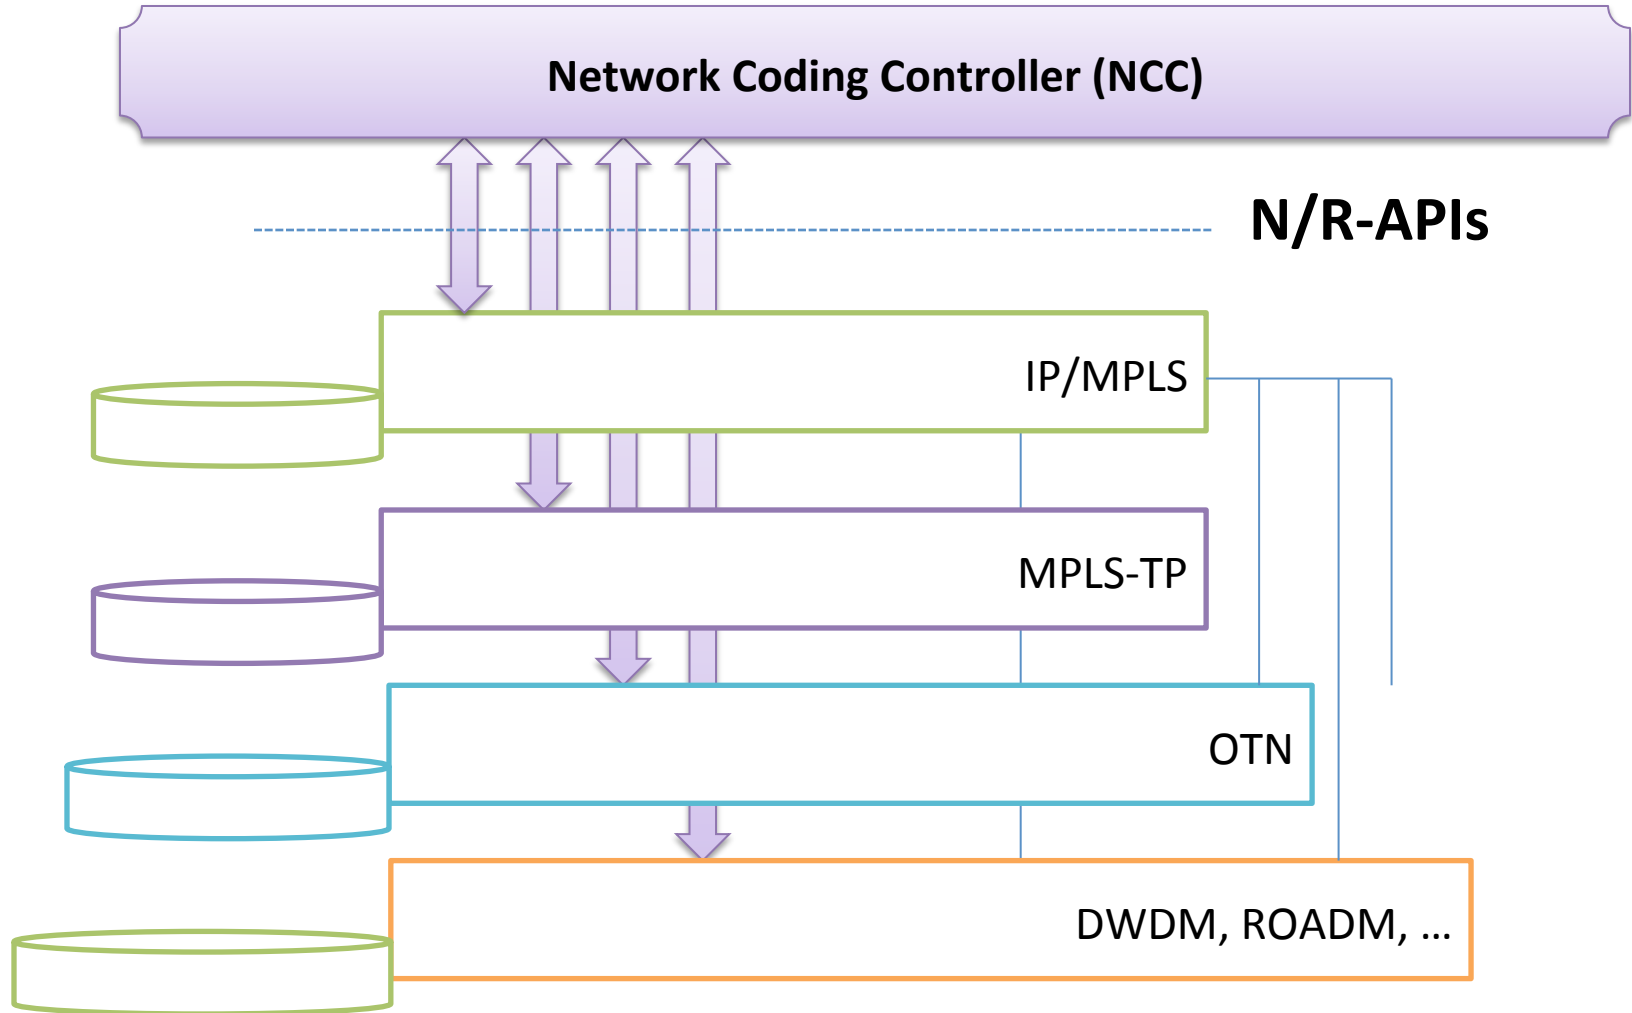 Network Coding Controller (NCC)
N/R-APIs
IP/MPLS
MPLS-TP
OTN
DWDM, ROADM, ...